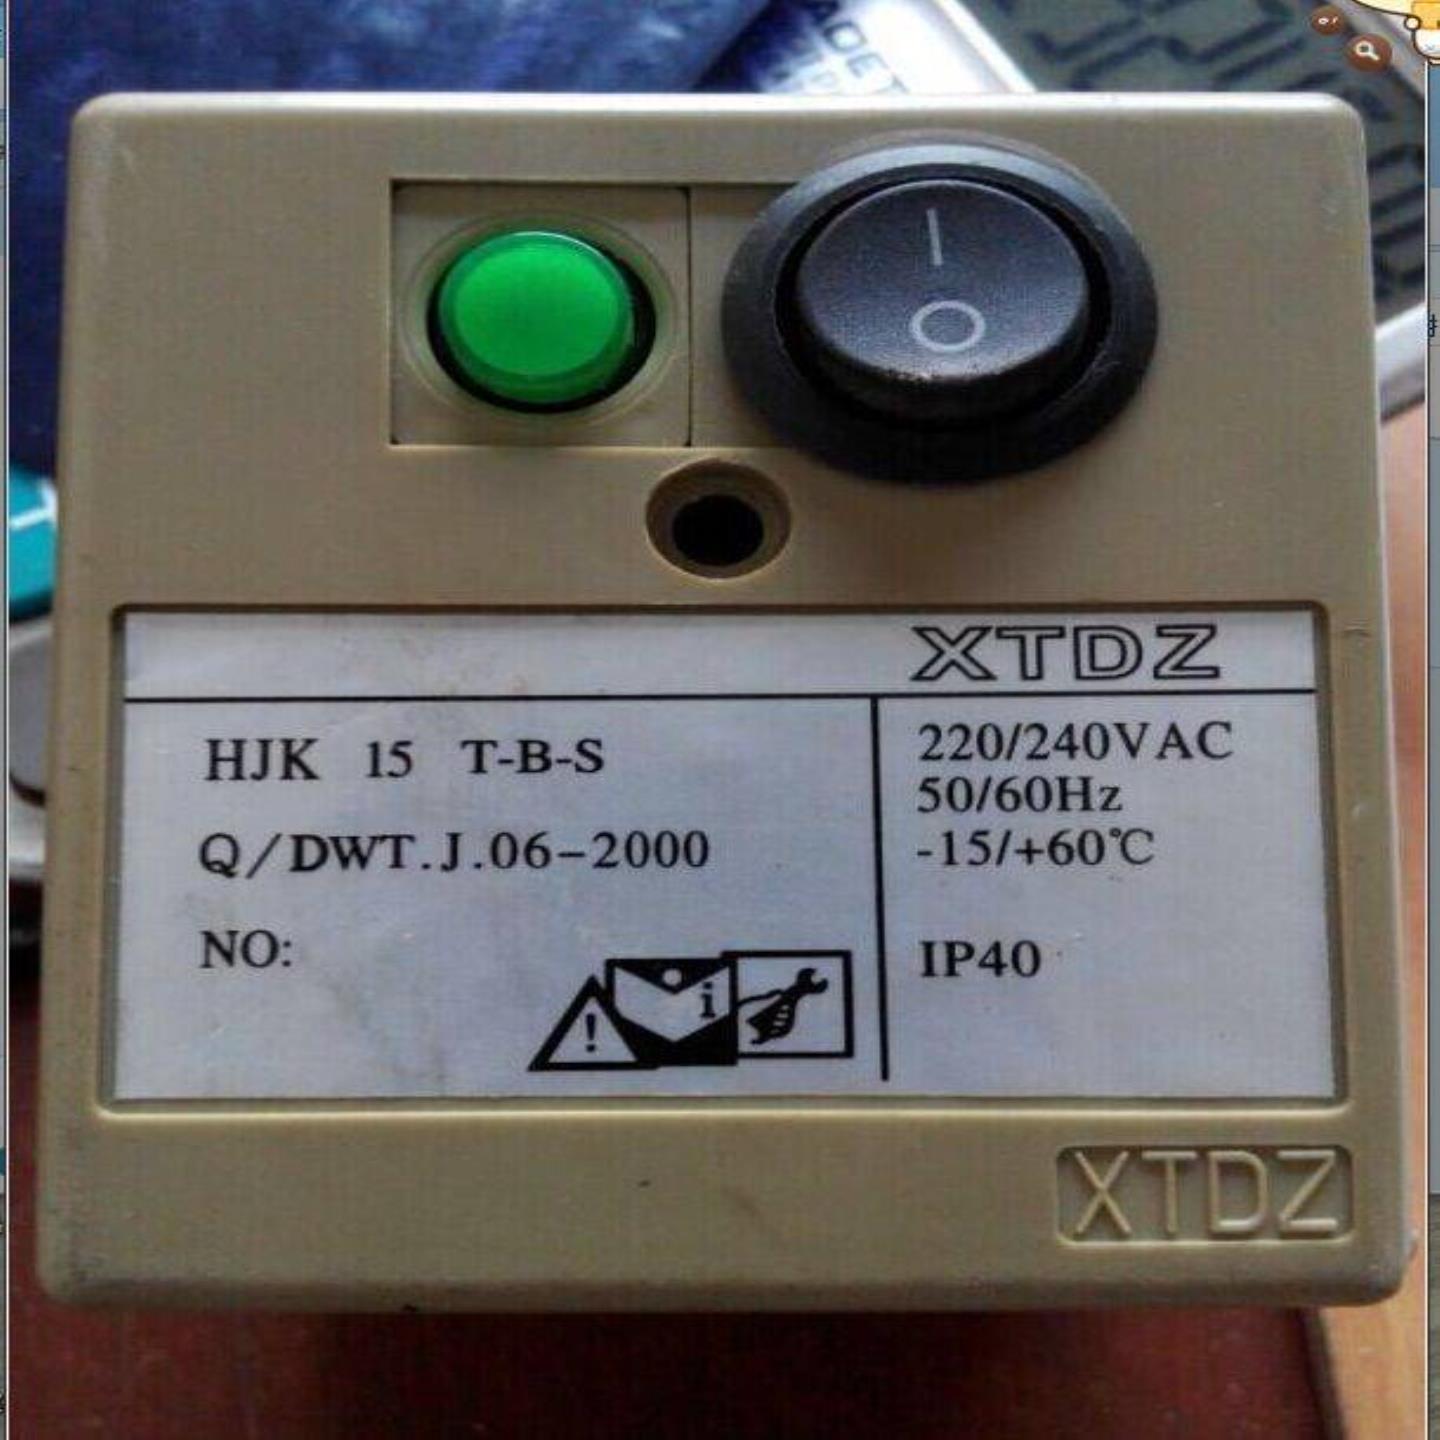 I
O
XTDZ
HJK 15 T-B-S
Q/DWT.J.06-2000
NO:
! i
220/240VAC
50/60Hz
-15/+60℃
IP40
XTDZ